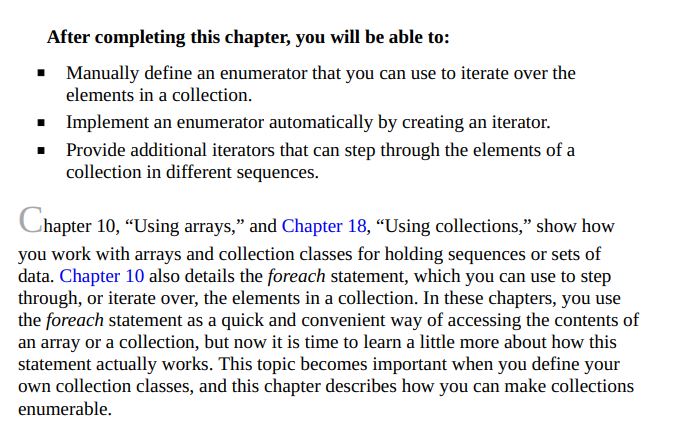 After completing this chapter, you will be able to:
▪ Manually define an enumerator that you can use to iterate over the
elements in a collection.
▪ Implement an enumerator automatically by creating an iterator.
▪ Provide additional iterators that can step through the elements of a
collection in different sequences.
Chapter 10, “Using arrays,” and Chapter 18, “Using collections,” show how
you work with arrays and collection classes for holding sequences or sets of
data. Chapter 10 also details the foreach statement, which you can use to step
through, or iterate over, the elements in a collection. In these chapters, you use
the foreach statement as a quick and convenient way of accessing the contents of
an array or a collection, but now it is time to learn a little more about how this
statement actually works. This topic becomes important when you define your
own collection classes, and this chapter describes how you can make collections
enumerable.